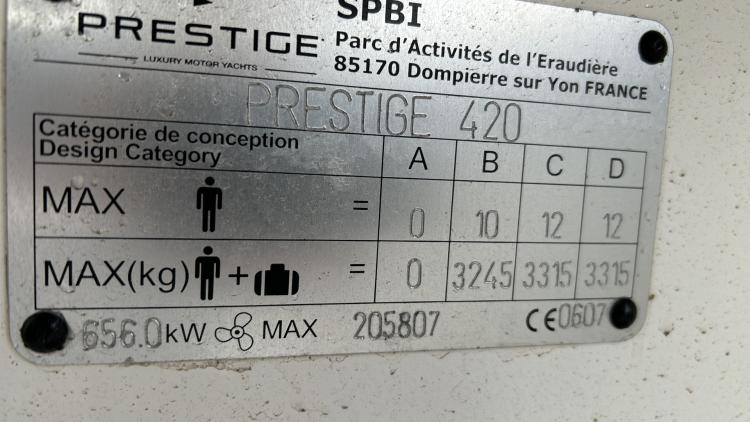 SPBI
PRESTIGE
LUXURY MOTOR YACHTS
Parc d'Activités de l'Eraudière
85170 Dompierre sur Yon FRANCE
PRESTIGE 420
Catégorie de conception
Design Category A B C D
MAX = 0 10 12 12
MAX(kg) + = 0 3245 3315 3315
656.0kW MAX 205807 CE0607